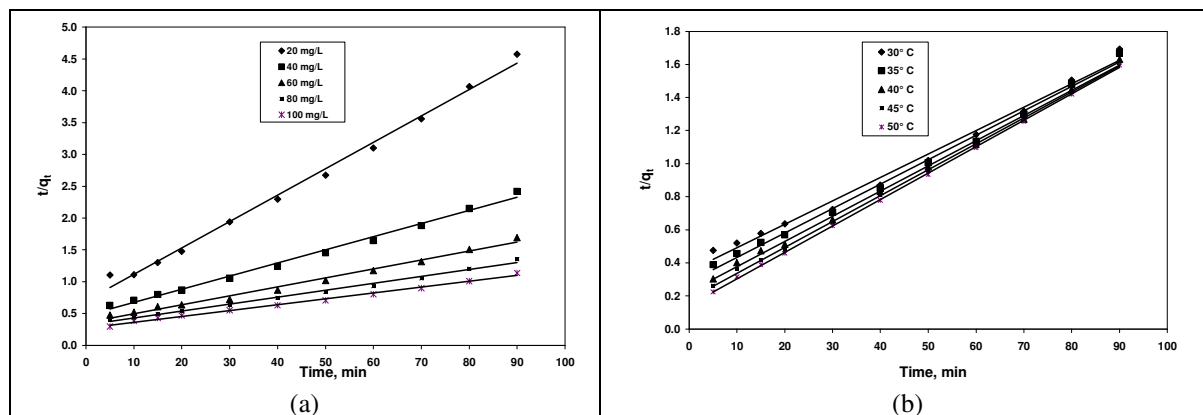 5.0
4.5
4.0
3.5
3.0
2.5
2.0
1.5
1.0
0.5
0.0
t/qt
20 mg/L
40 mg/L
60 mg/L
80 mg/L
100 mg/L
0 10 20 30 40 50 60 70 80 90 100
Time, min
(a)
1.8
1.6
1.4
1.2
1.0
0.8
0.6
0.4
0.2
0.0
t/qt
30° C
35° C
40° C
45° C
50° C
0 10 20 30 40 50 60 70 80 90 100
Time, min
(b)